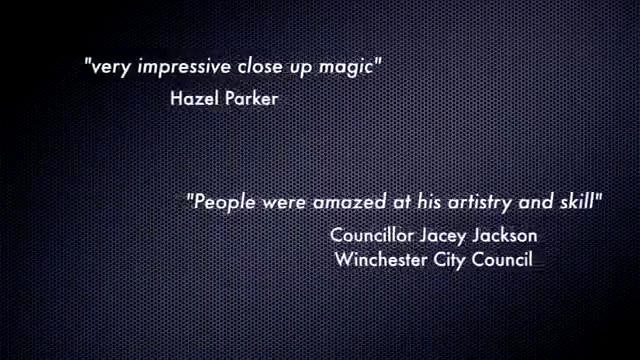 "very impressive close up magic"
Hazel Parker
"People were amazed at his artistry and skill"
Councillor Jacey Jackson
Winchester City Council